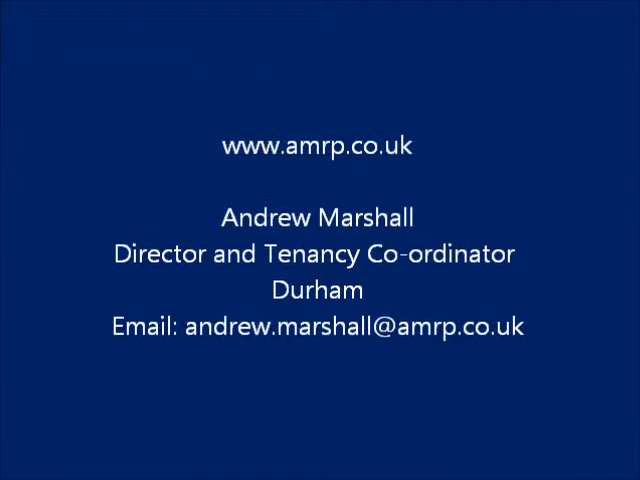 www.amrp.co.uk
Andrew Marshall
Director and Tenancy Co-ordinator
Durham
Email: andrew.marshall@amrp.co.uk